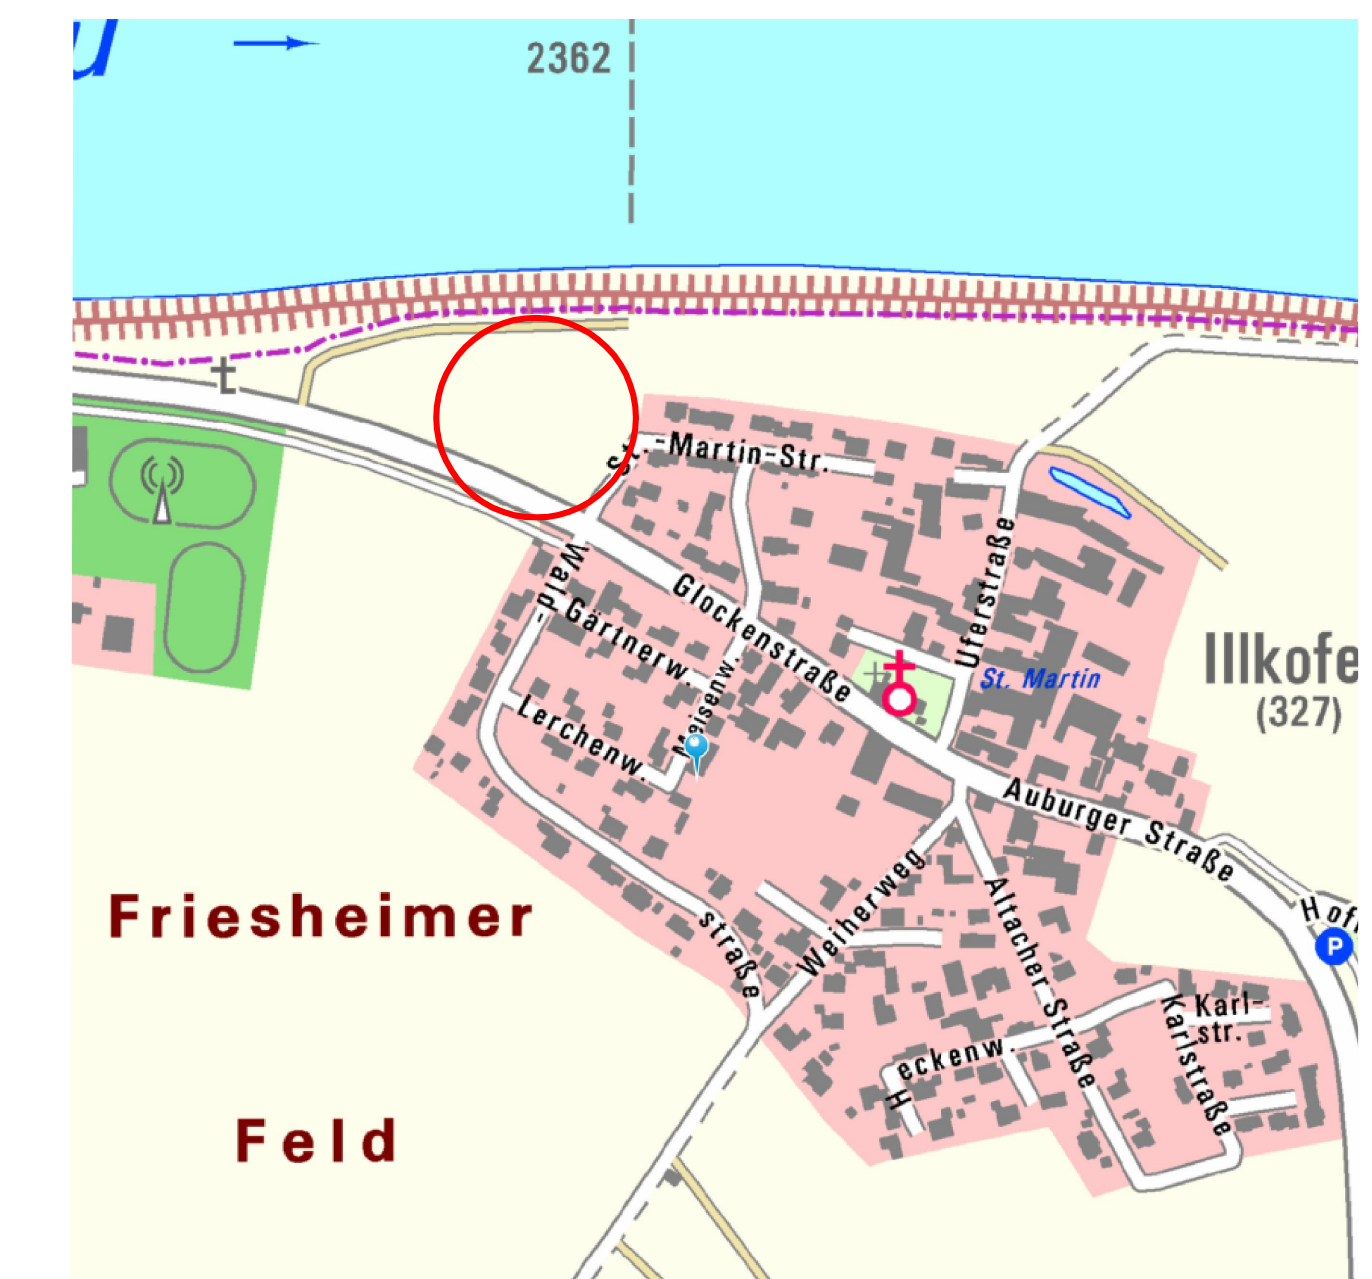 u
2362
St.-Martin-Str.
Wald-
Glockenstraße
Gärtnerw.
Uferstraße
Illkofe
(327)
St. Martin
Meisenw.
Lerchenw.
Auburger Straße
Friesheimer
Weiherweg
Altacher Straße
Hofw
P
straße
Karl-
str.
Karlstraße
Heckenw.
Feld